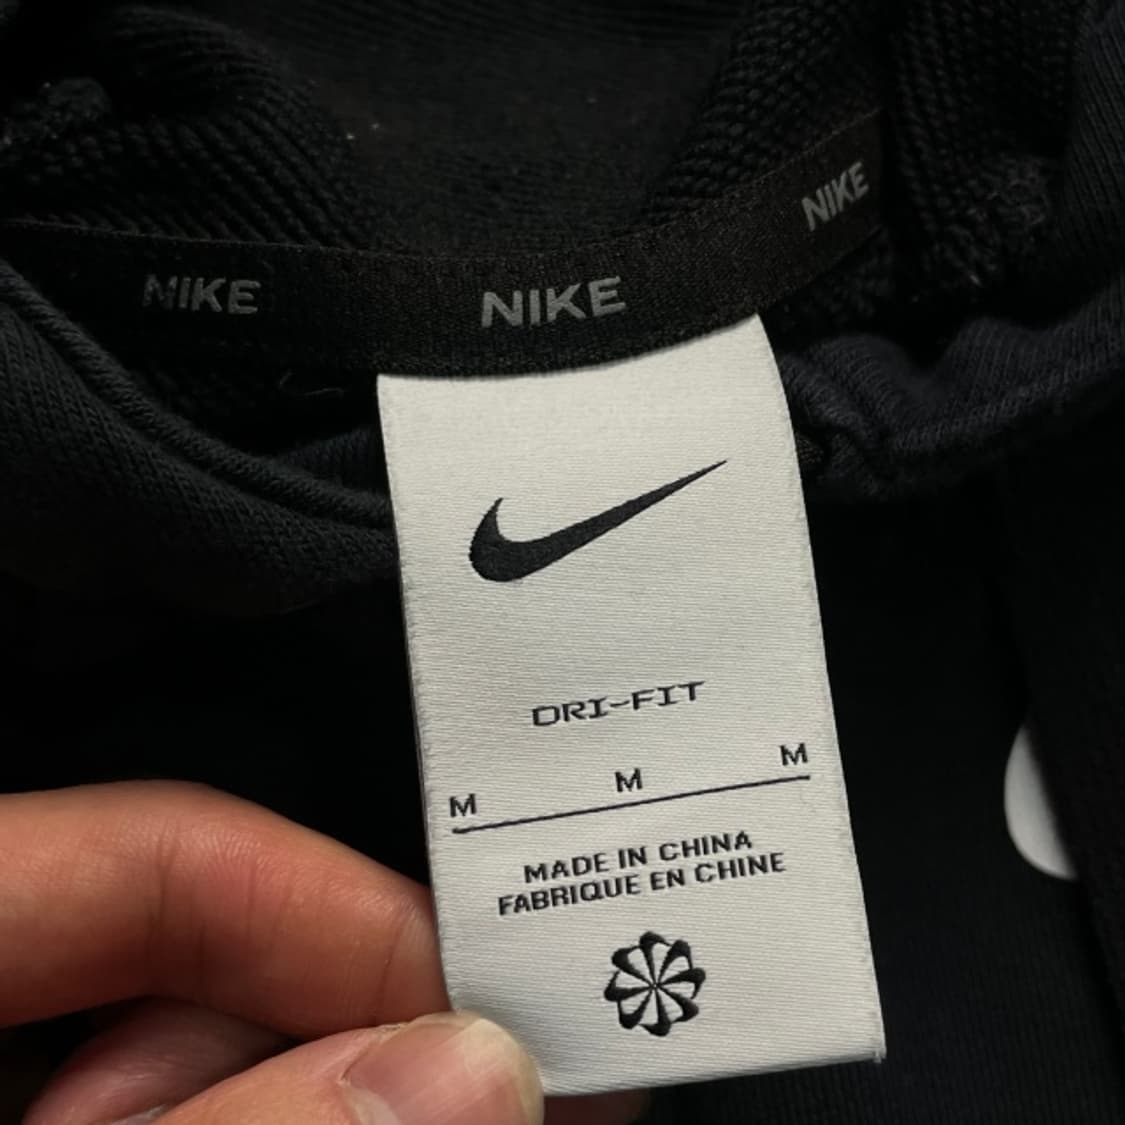 NIKE NIKE NIKE
DRI-FIT
M M M
MADE IN CHINA
FABRIQUE EN CHINE